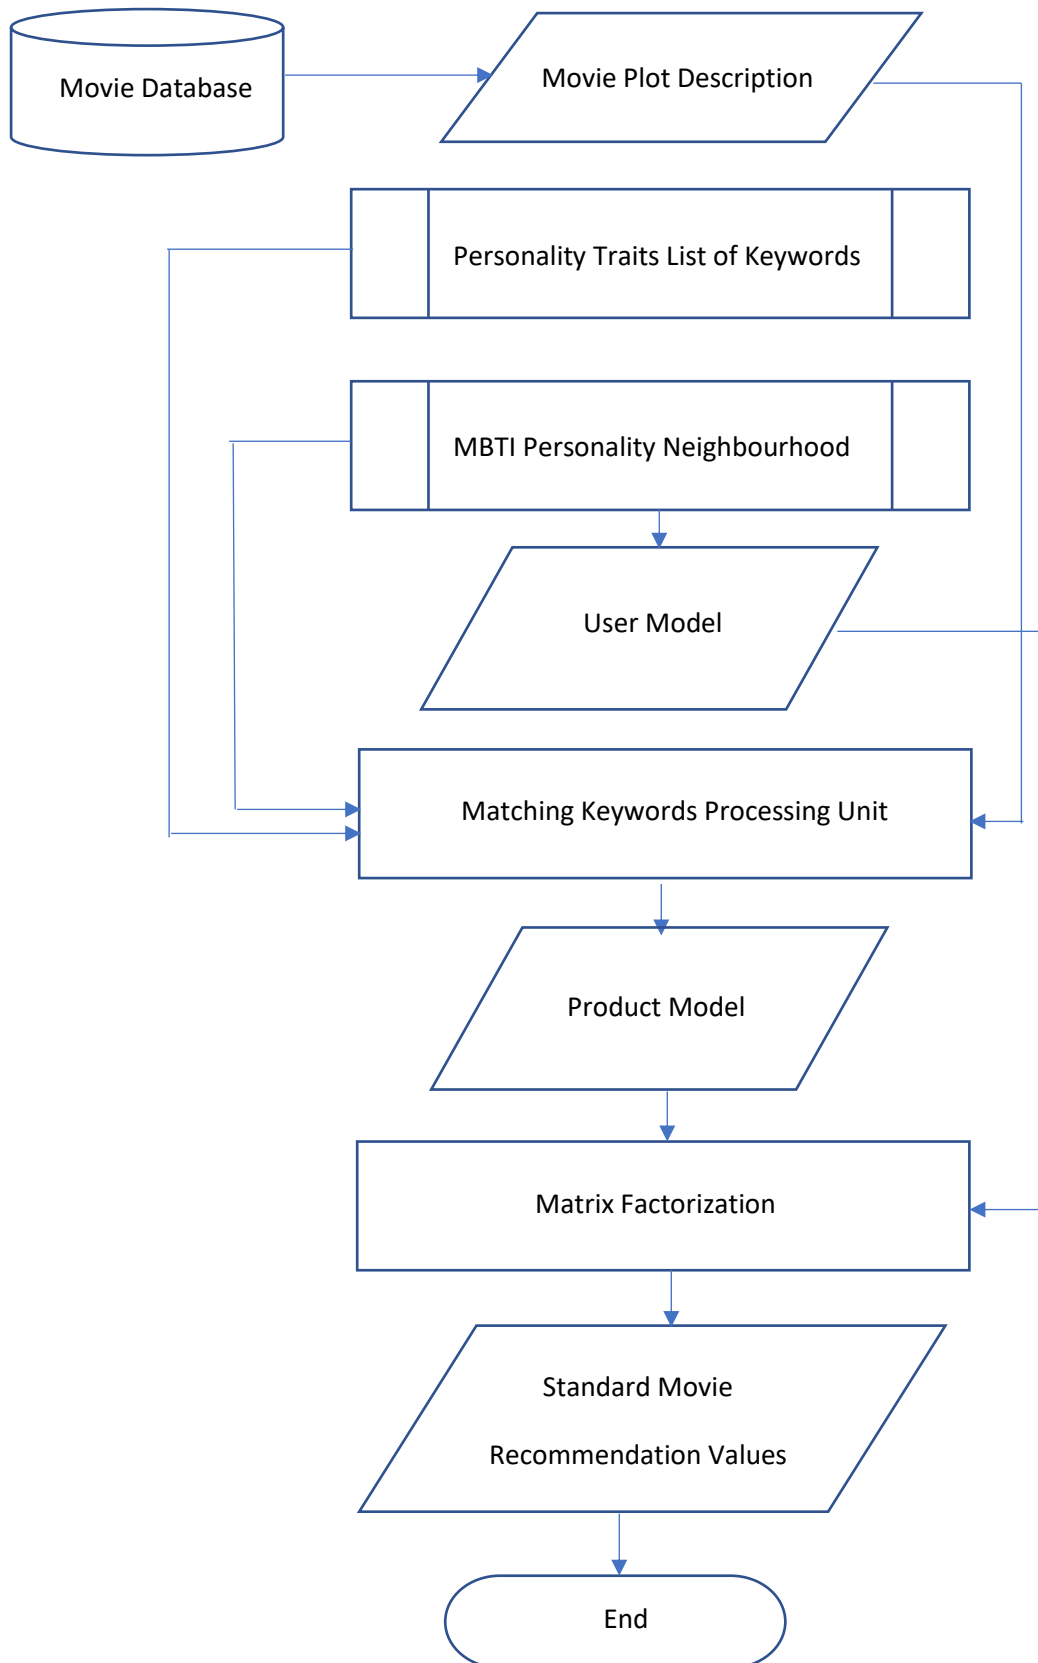 Movie Database
Movie Plot Description
Personality Traits List of Keywords
MBTI Personality Neighbourhood
User Model
Matching Keywords Processing Unit
Product Model
Matrix Factorization
Standard Movie
Recommendation Values
End